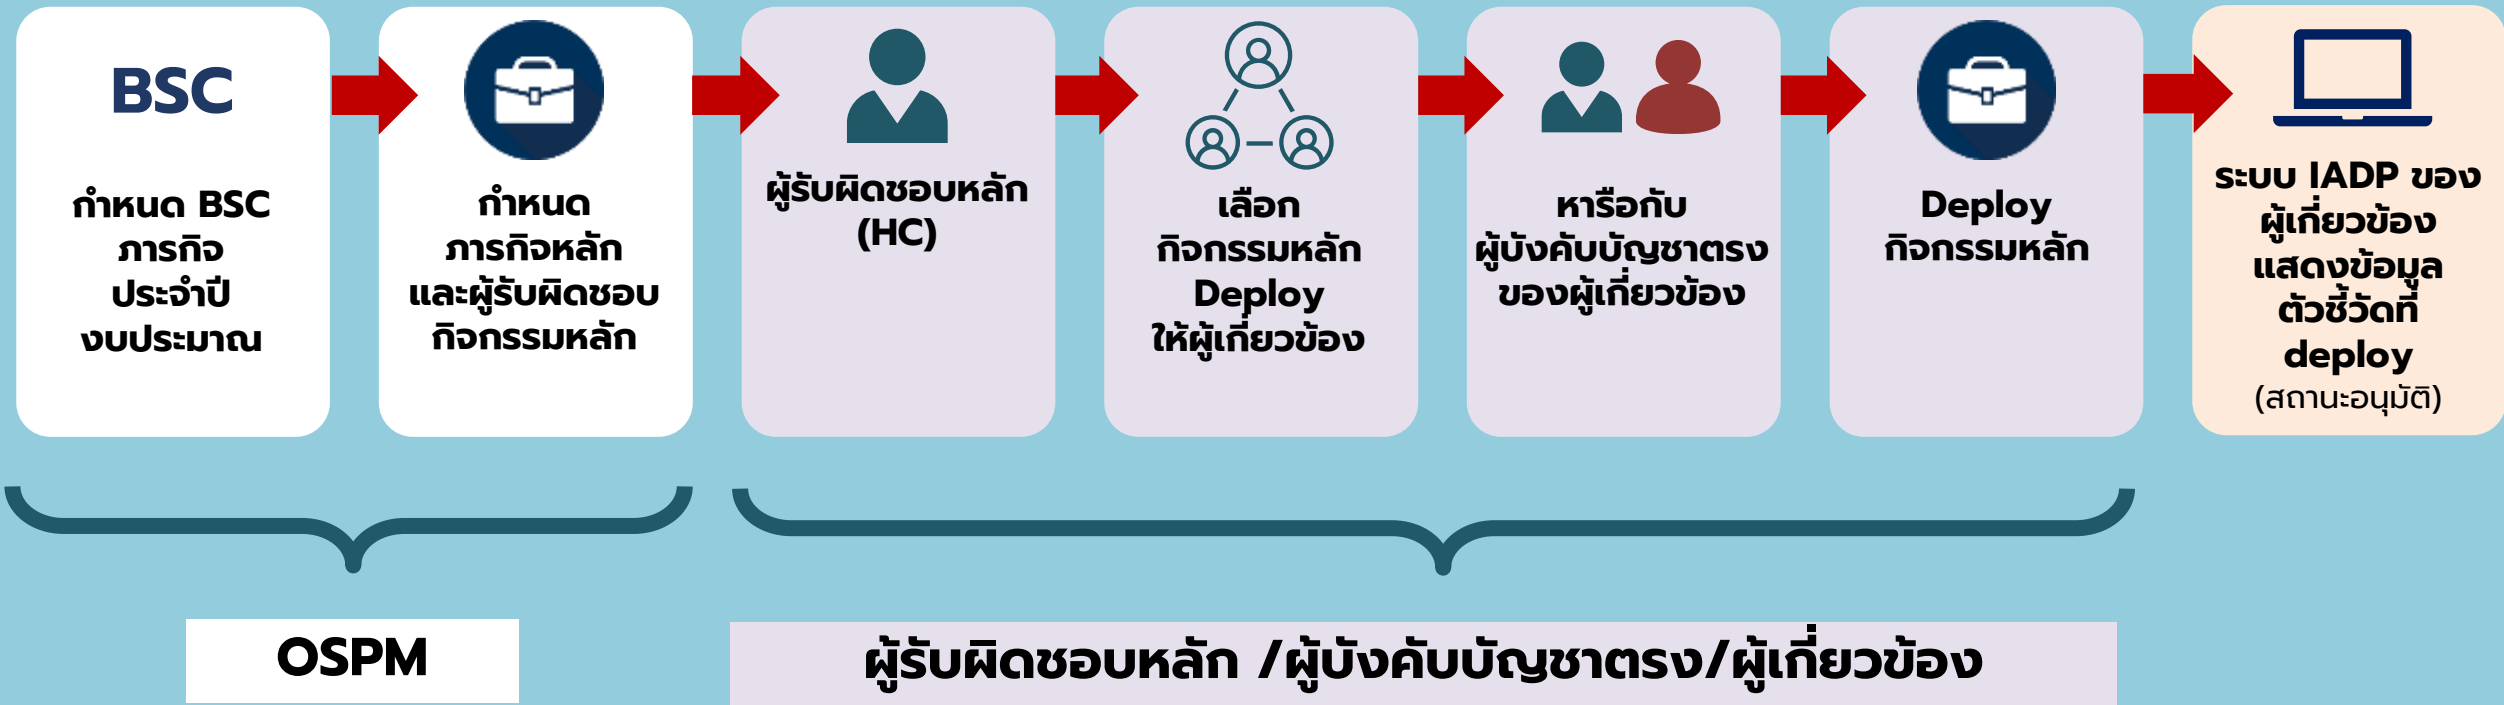 BSC
กำหนด BSC
ภารกิจ
ประจำปี
งบประมาณ
กำหนด
ภารกิจหลัก
และผู้รับผิดชอบ
กิจกรรมหลัก
ผู้รับผิดชอบหลัก
(HC)
เลือก
กิจกรรมหลัก
Deploy
ให้ผู้เกี่ยวข้อง
หารือกับ
ผู้บังคับบัญชาตรง
ของผู้เกี่ยวข้อง
Deploy
กิจกรรมหลัก
ระบบ IADP ของ
ผู้เกี่ยวข้อง
แสดงข้อมูล
ตัวชี้วัดที่
deploy
(สถานะอนุมัติ)
OSPM
ผู้รับผิดชอบหลัก /ผู้บังคับบัญชาตรง/ผู้เกี่ยวข้อง